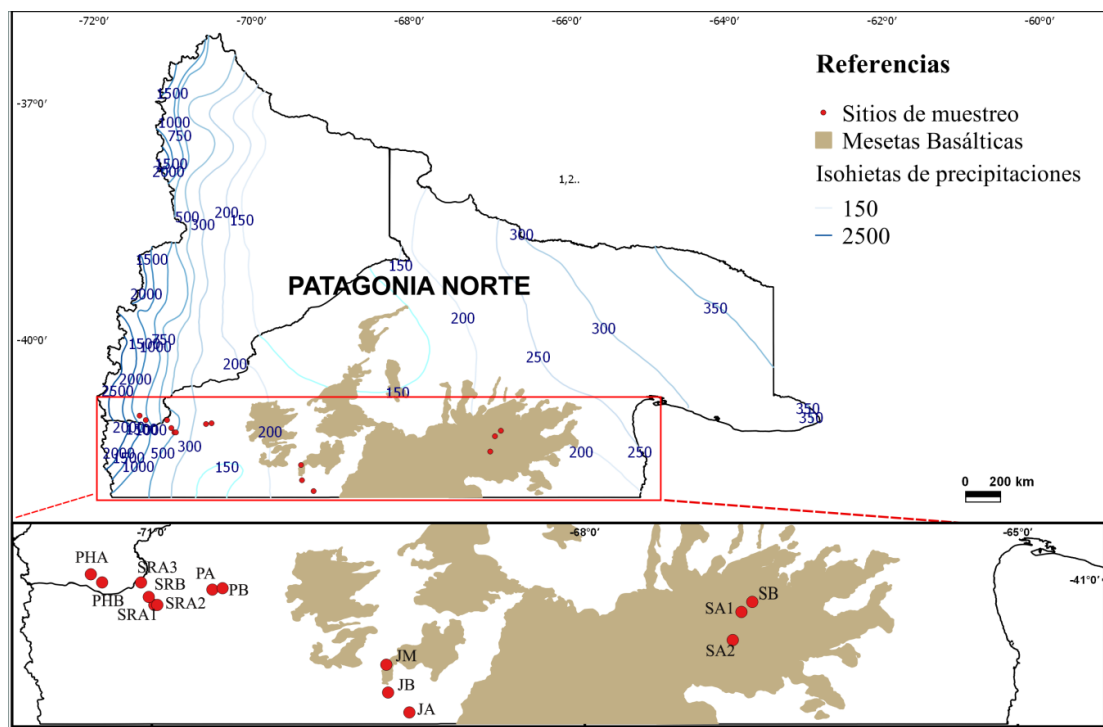 -72°0' -70°0' -68°0' -66°0' -64°0' -62°0' -60°0'
-37°0'
-40°0'
Referencias
Sitios de muestreo
Mesetas Basálticas
Isohietas de precipitaciones
150
2500
1,2..
PATAGONIA NORTE
1500
1000
750
1500
2000
500
300
200
150
1500
2000
750
1500
1000
2000
2500
200
150
300
200
250
300
350
150
350
350
300
200
150
500
2000
1500
1000
200
250
0 200 km
-71°0' -68°0' -65°0'
-41°0'
PHA
PHB
SRA3
SRB
SRA1
SRA2
PA
PB
JM
JB
JA
SA1
SB
SA2